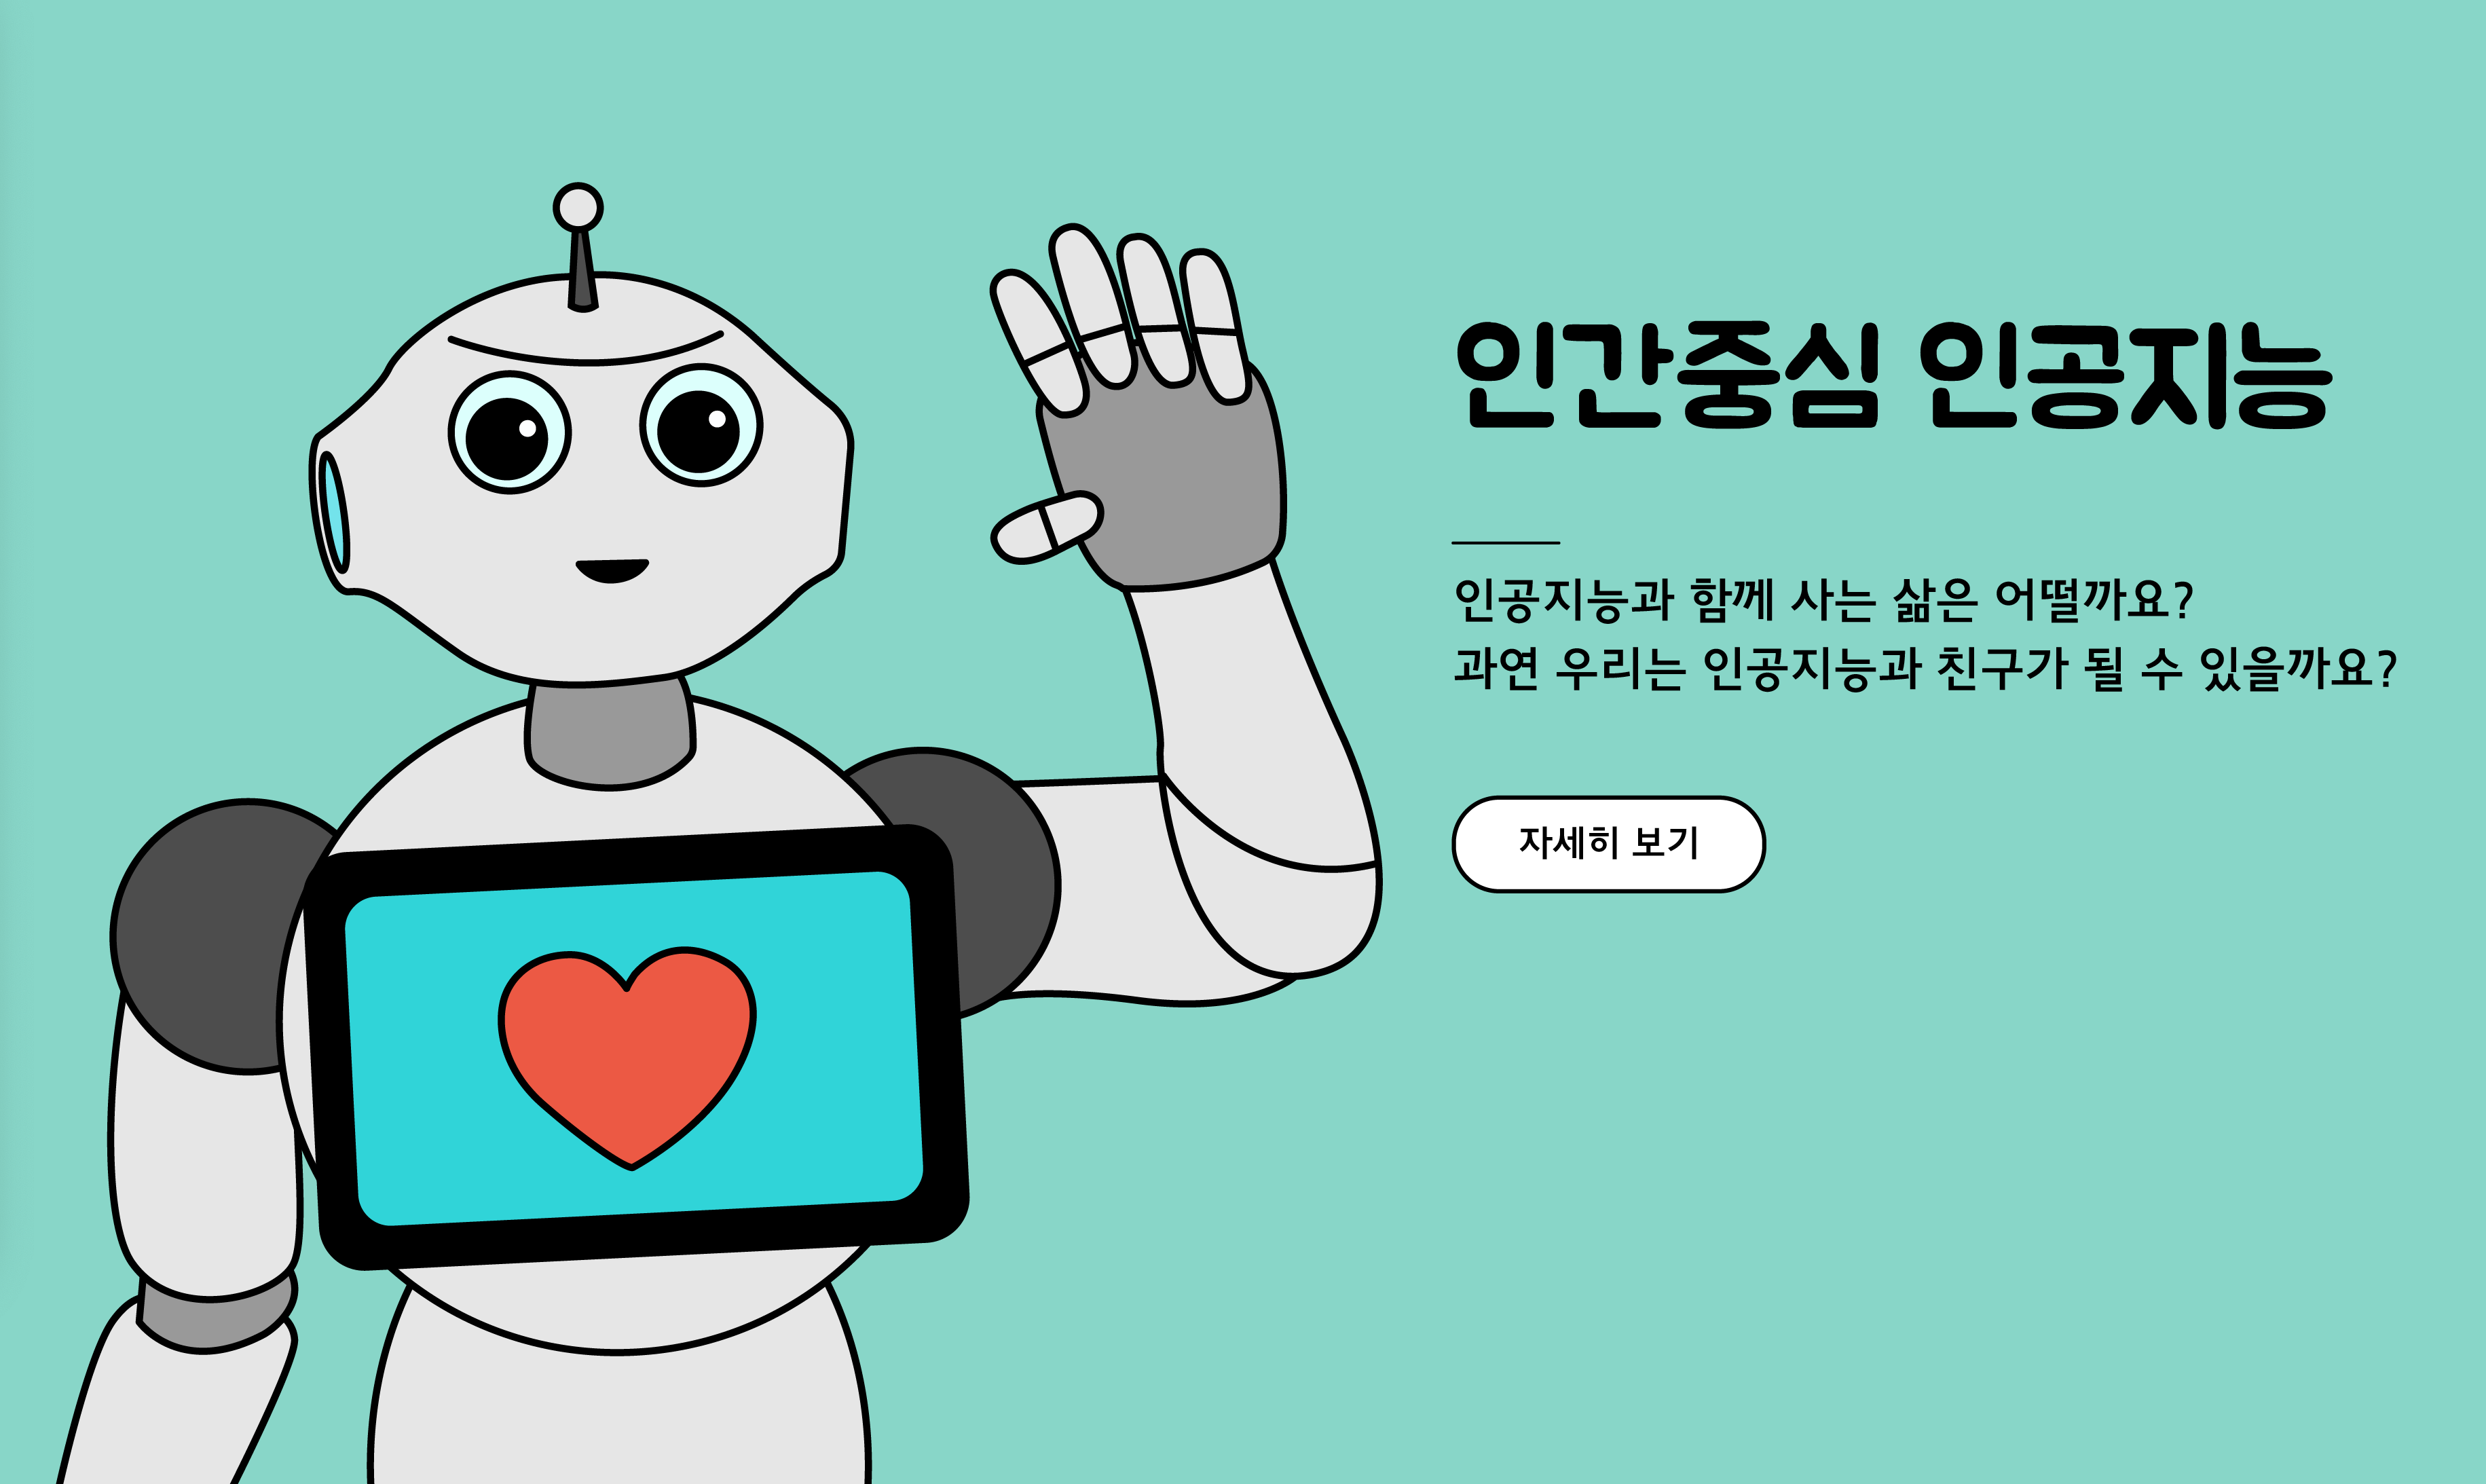 인간중심 인공지능
인공지능과 함께 사는 삶은 어떨까요?
과연 우리는 인공지능과 친구가 될 수 있을까요?
자세히 보기